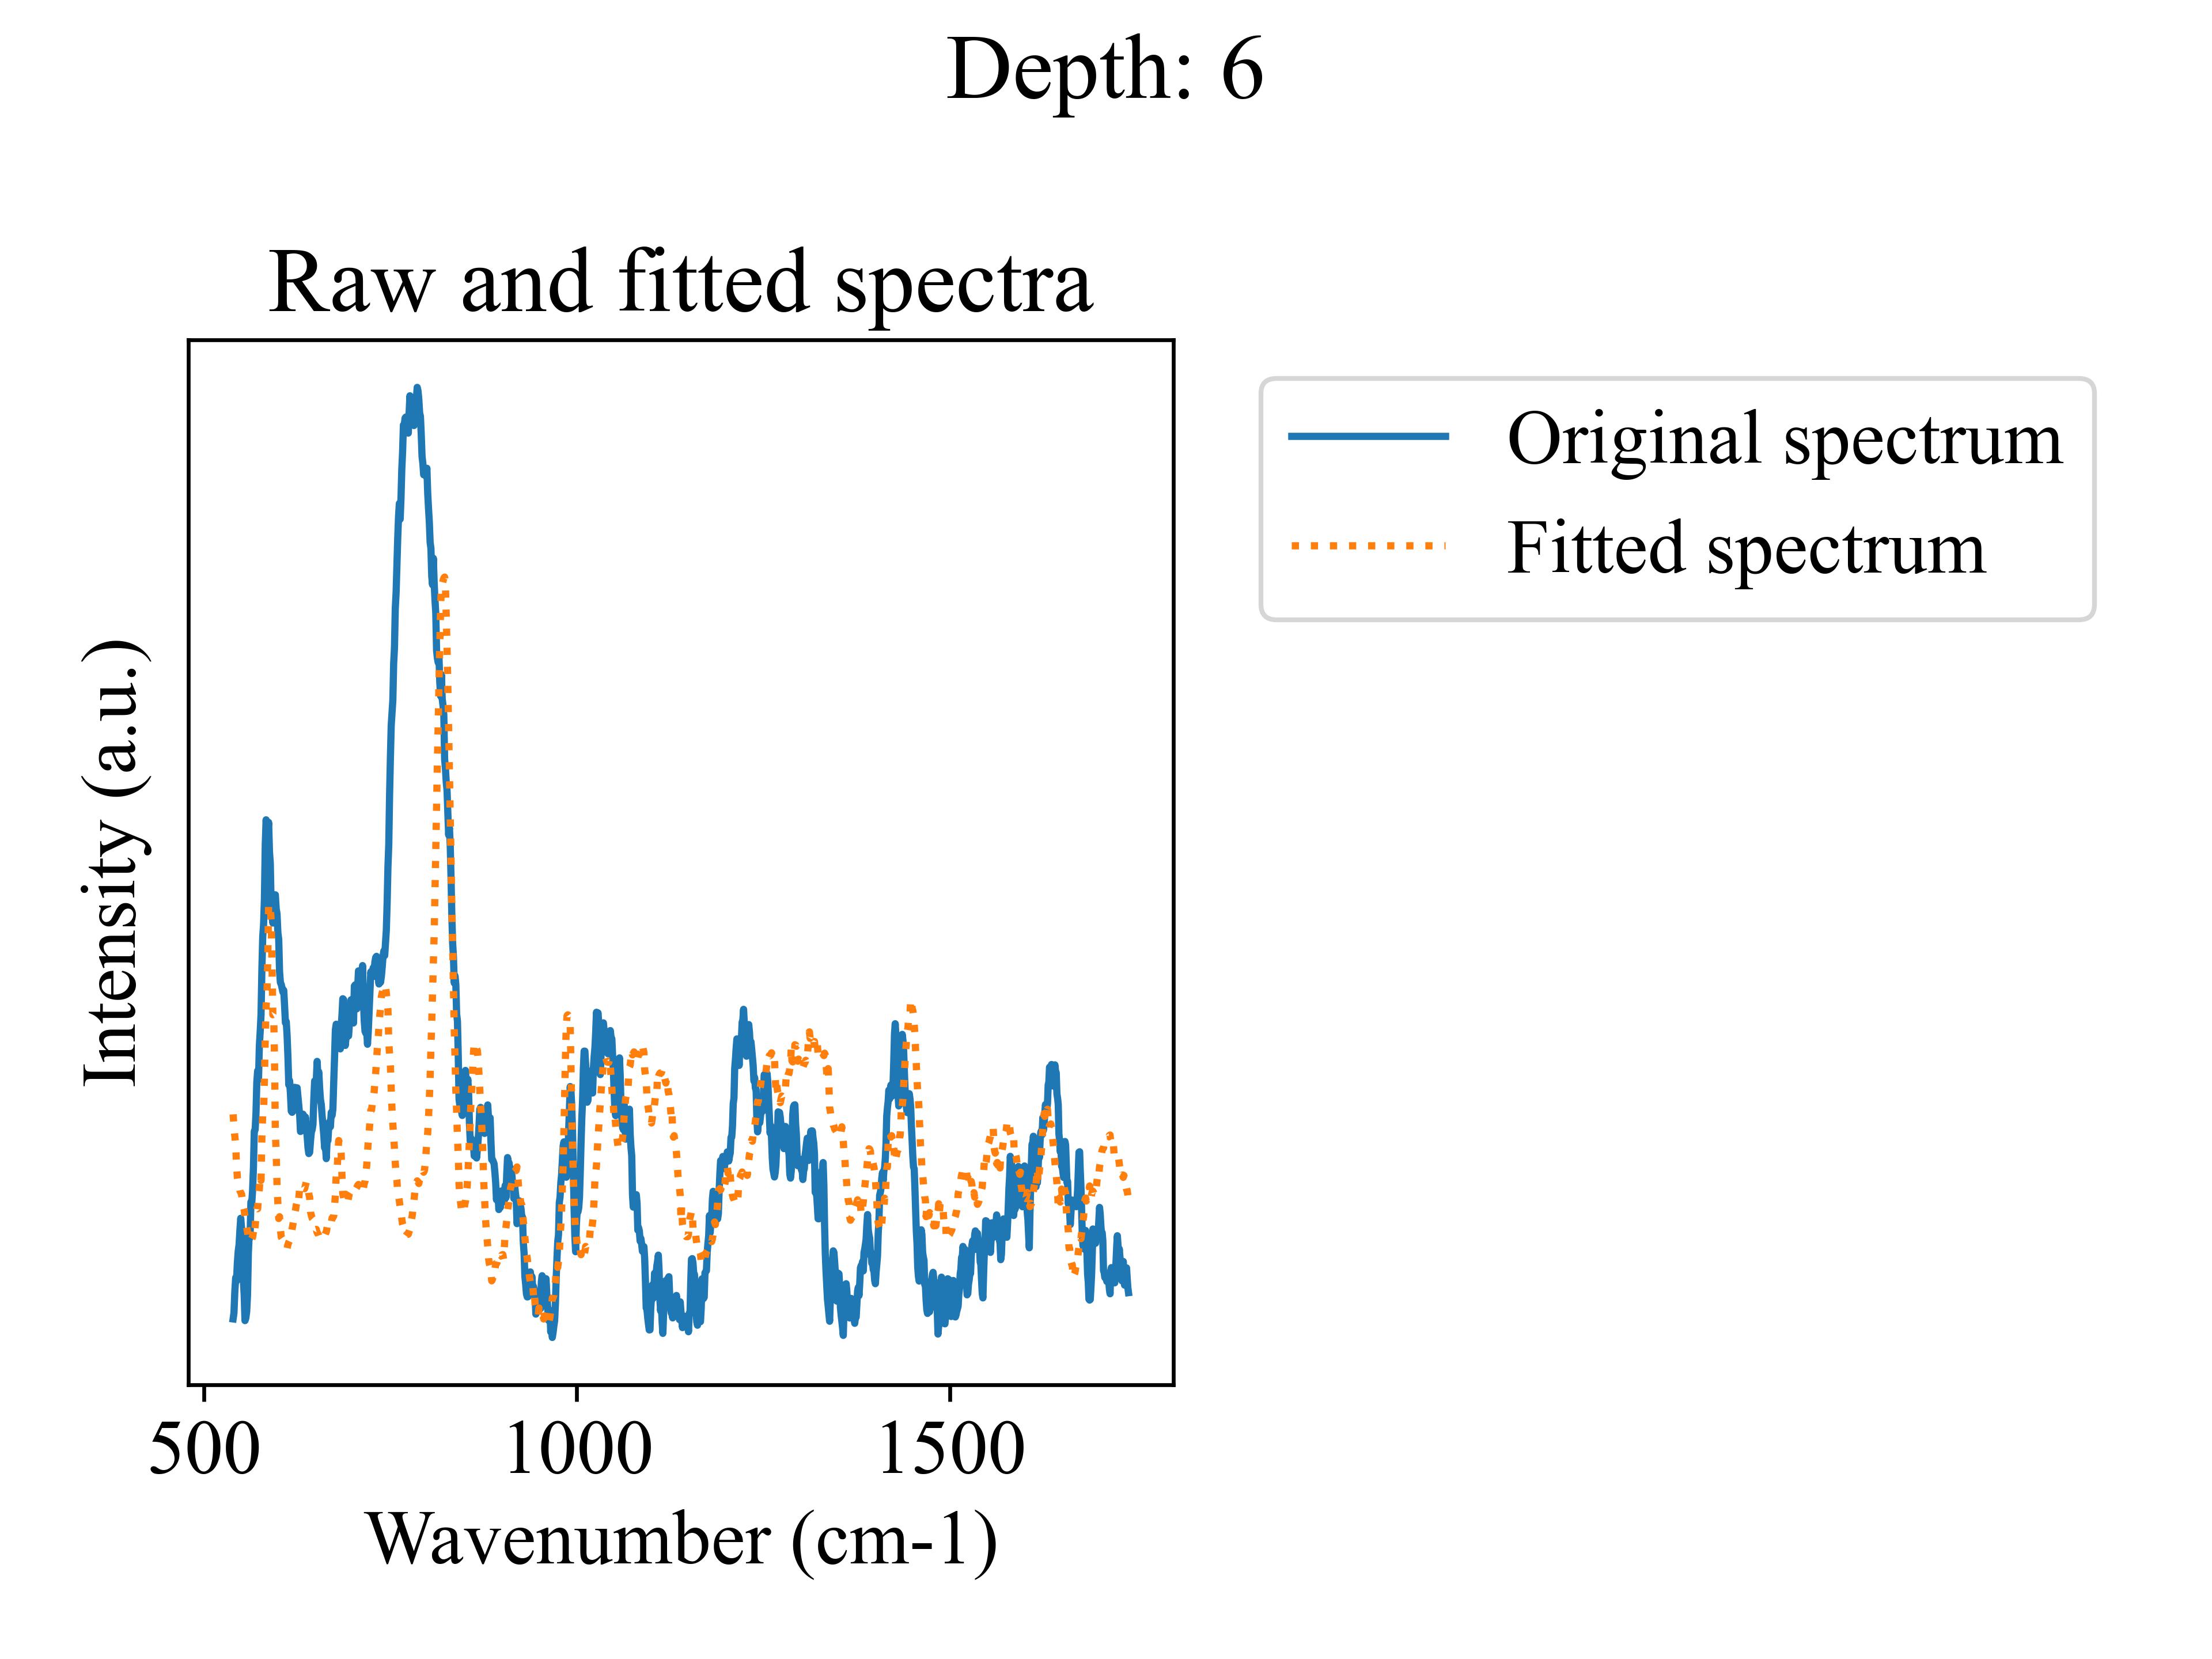 Depth: 6
Raw and fitted spectra
Original spectrum
Fitted spectrum
Intensity (a.u.)
500 1000 1500
Wavenumber (cm-1)